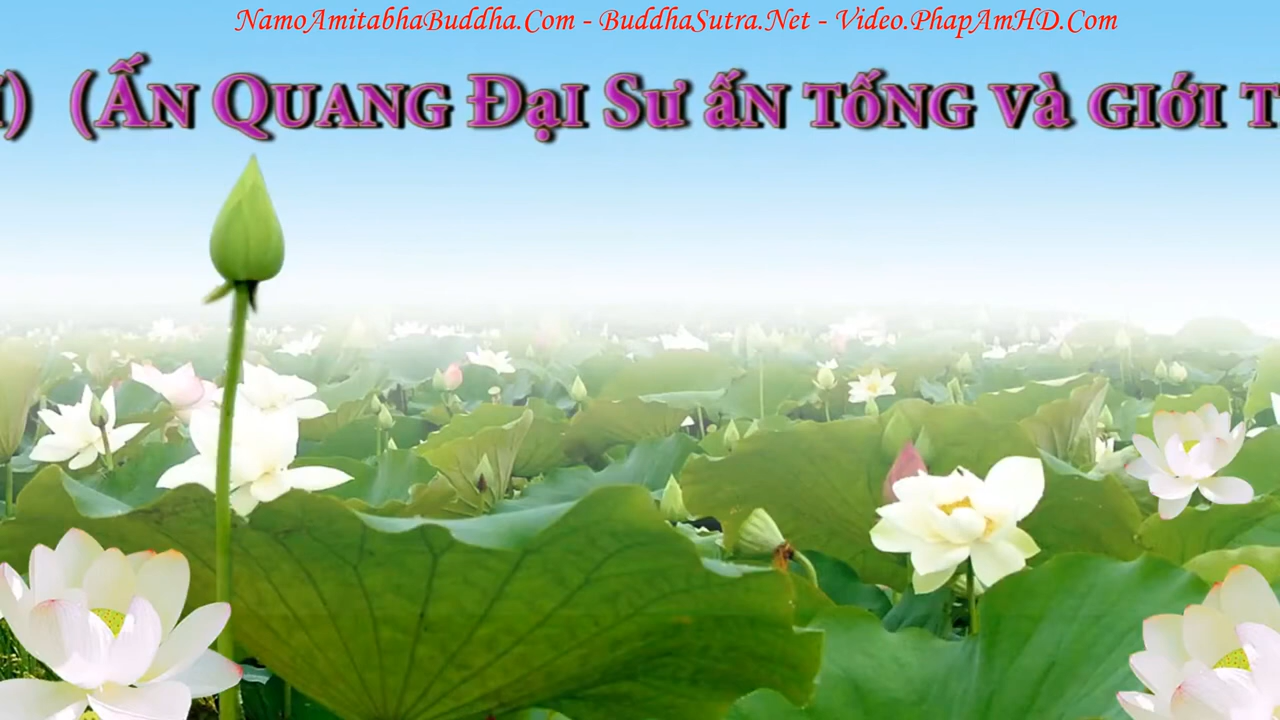 NamoAmitabhaBuddha.Com - BuddhaSutra.Net - Video.PhapAmHD.Com
) (Ấn Quang Đại Sư ấn tống và giới